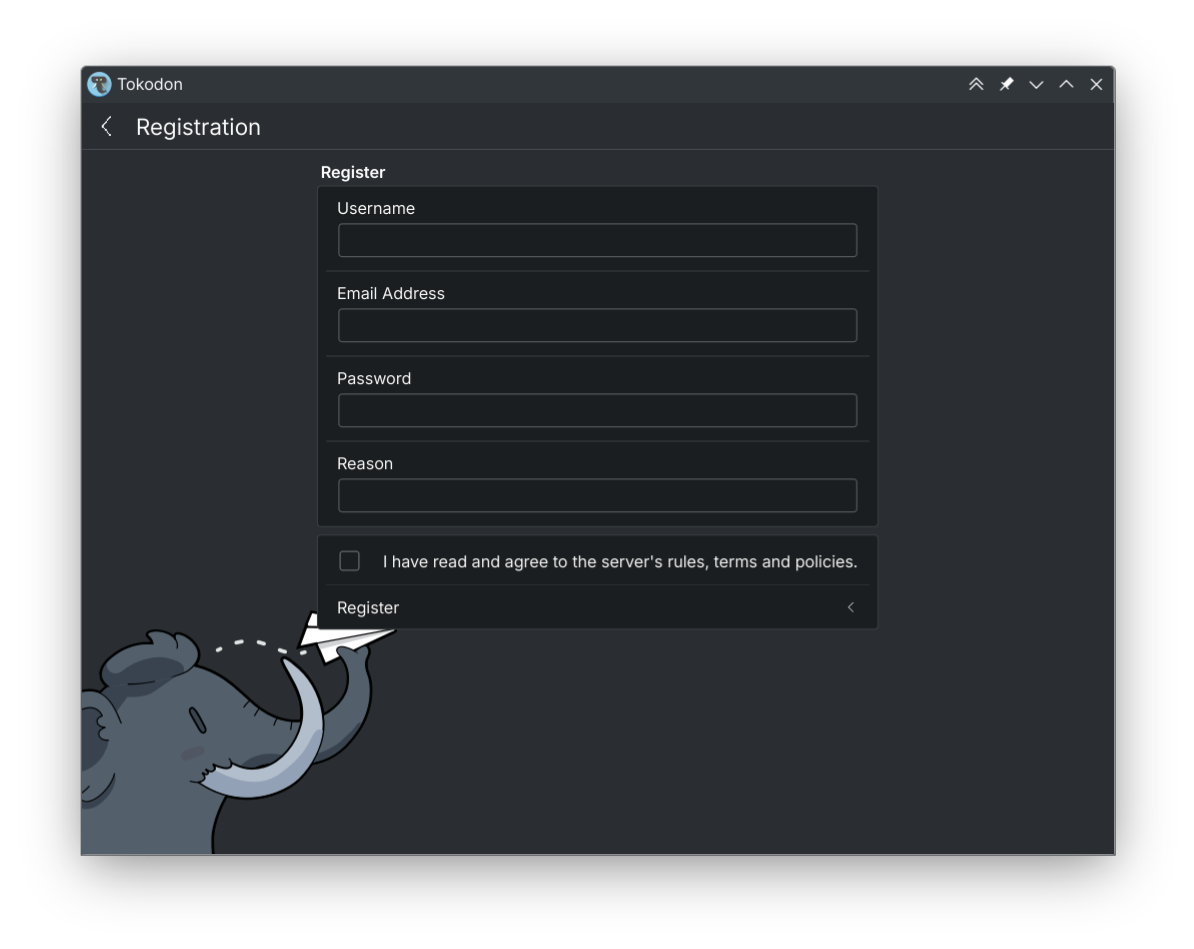 Tokodon
Registration
Register
Username
Email Address
Password
Reason
I have read and agree to the server's rules, terms and policies.
Register